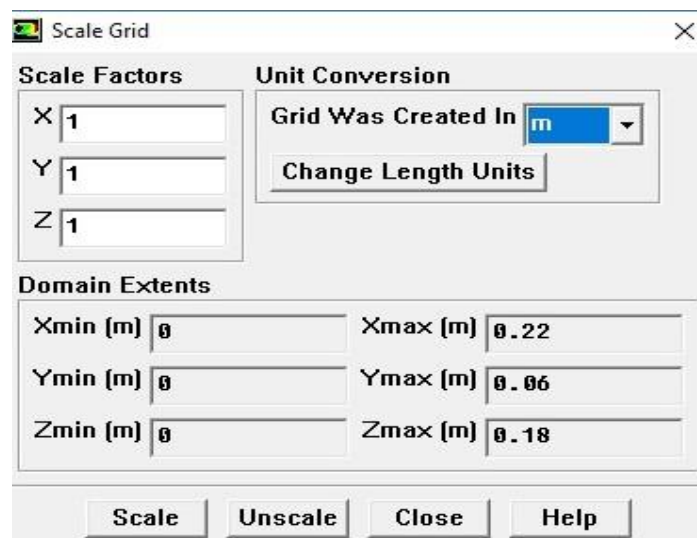 Scale Grid
Scale Factors
X 1
Y 1
Z 1
Unit Conversion
Grid Was Created In m
Change Length Units
Domain Extents
Xmin (m) 0 Xmax (m) 0.22
Ymin (m) 0 Ymax (m) 0.06
Zmin (m) 0 Zmax (m) 0.18
Scale Unscale Close Help